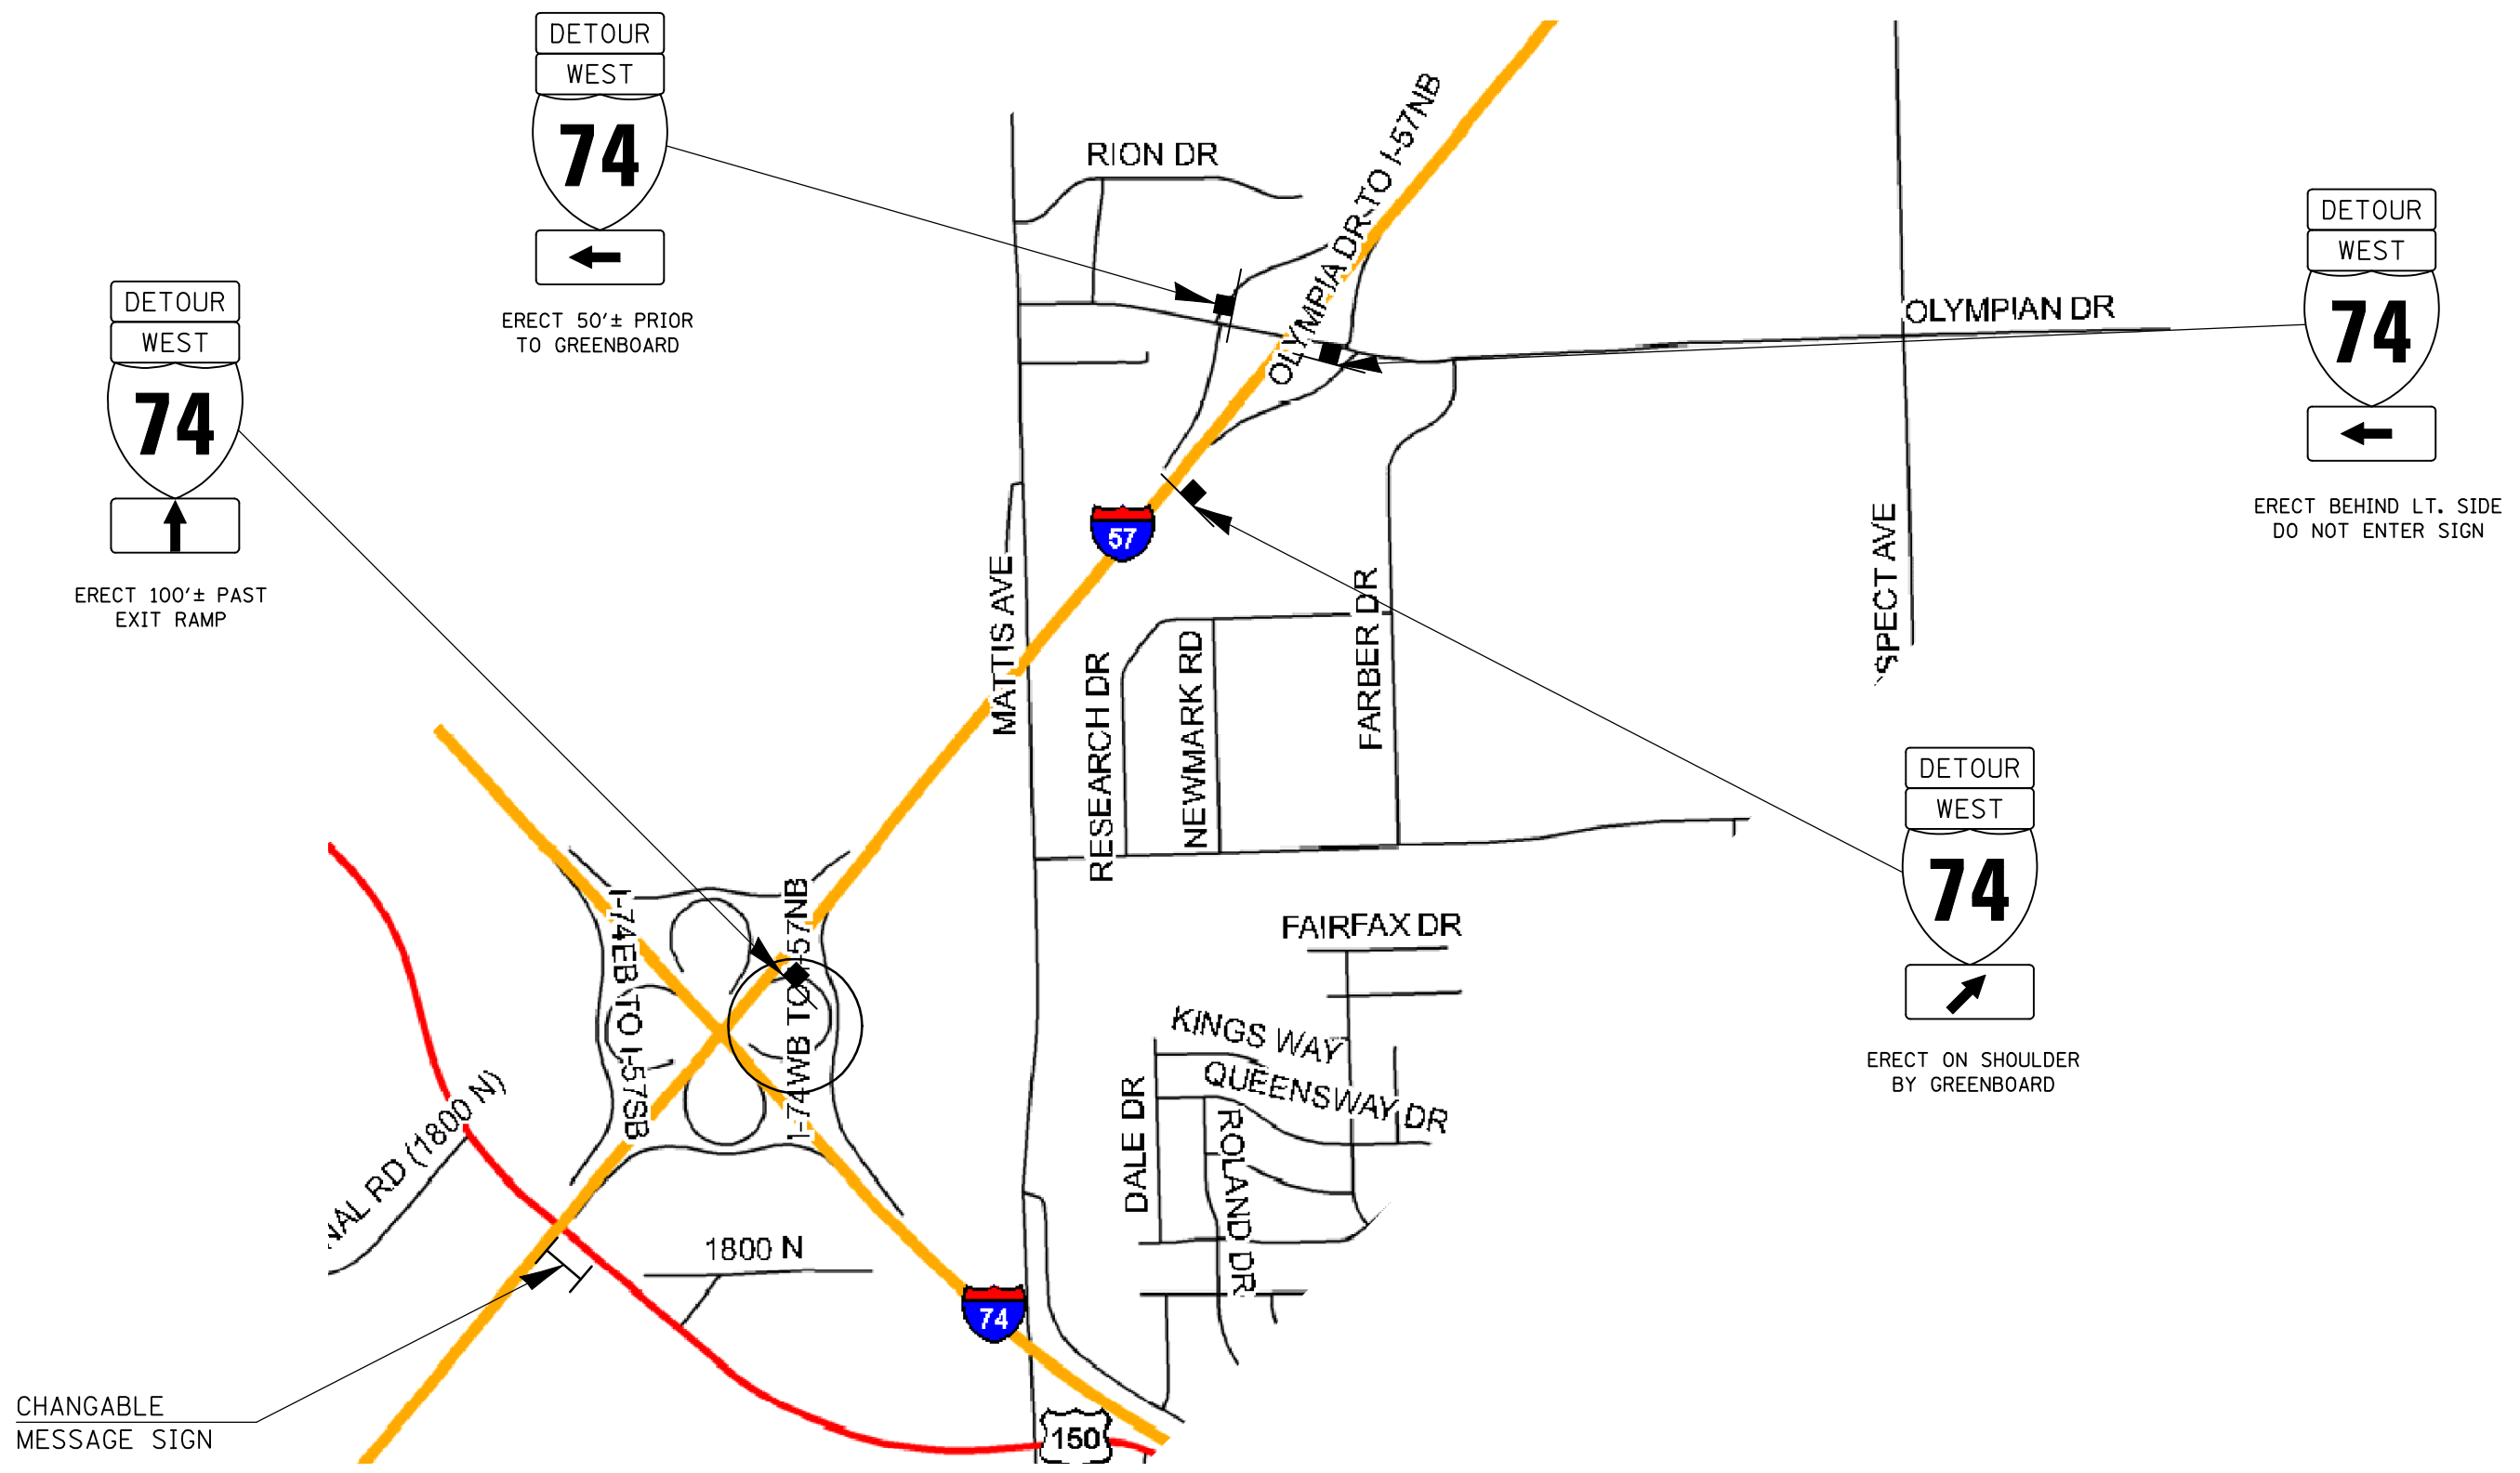 DETOUR
WEST
74
ERECT 50'± PRIOR
TO GREENBOARD
DETOUR
WEST
74
ERECT 100'± PAST
EXIT RAMP
DETOUR
WEST
74
ERECT BEHIND LT. SIDE
DO NOT ENTER SIGN
DETOUR
WEST
74
ERECT ON SHOULDER
BY GREENBOARD
RION DR
OLYMPIA DR TO I-57NB
OLYMPIAN DR
57
MATTIS AVE
SPECT AVE
RESEARCH DR
NEWMARK RD
FARBER DR
FAIRFAX DR
KINGS WAY
QUEENSWAY DR
DALE DR
ROLAND DR
I-74EB TO I-57SB
I-74WB TO I-57NB
NAL RD (1800 N)
1800 N
74
150
CHANGABLE
MESSAGE SIGN